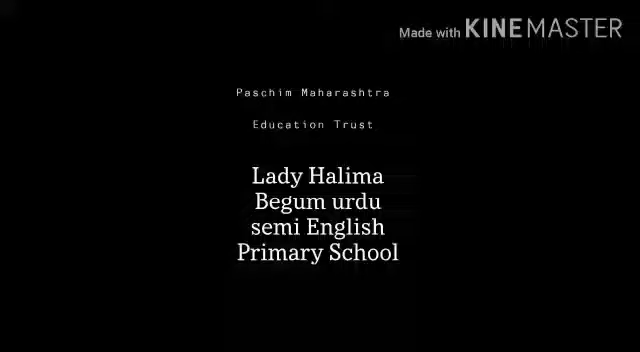 Made with KINEMASTER
Paschim Maharashtra
Education Trust
Lady Halima
Begum urdu
semi English
Primary School